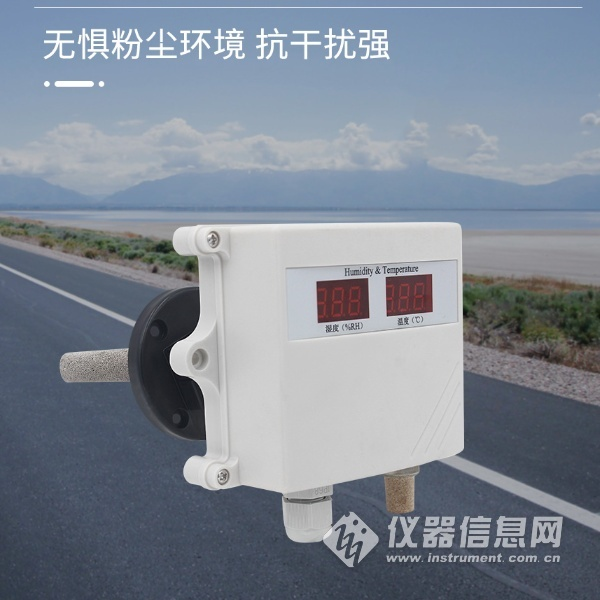 无惧粉尘环境 抗干扰强
Humidity & Temperature
湿度（%RH） 温度（℃）
仪器信息网
www.instrument.com.cn